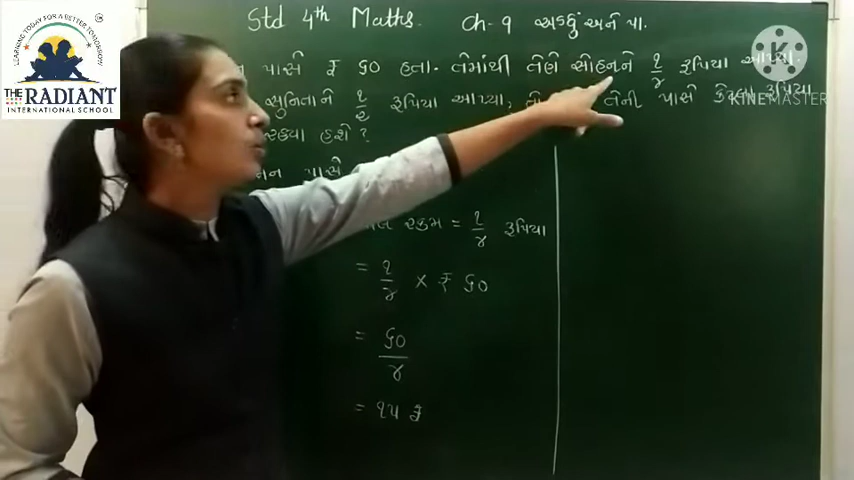 LEARNING TODAY FOR A BETTER TOMORROW
THE RADIANT
INTERNATIONAL SCHOOL
Std 4th Maths. Ch-9 અડધું અને પા.
પાસે ₹ ૬૦ હતા. તેમાંથી તેણે સોહનને ૧/૪ રૂપિયા આપ્યા.
સુનિતાને ૧/૨ રૂપિયા આપ્યા, તેની પાસે કેટલા રૂપિયા
હશે?
પાસે
રકમ = ૧/૪ રૂપિયા
= ૧/૪ × ₹ ૬૦
= ૬૦/૪
= ૧૫ ₹
K
KINEMASTER